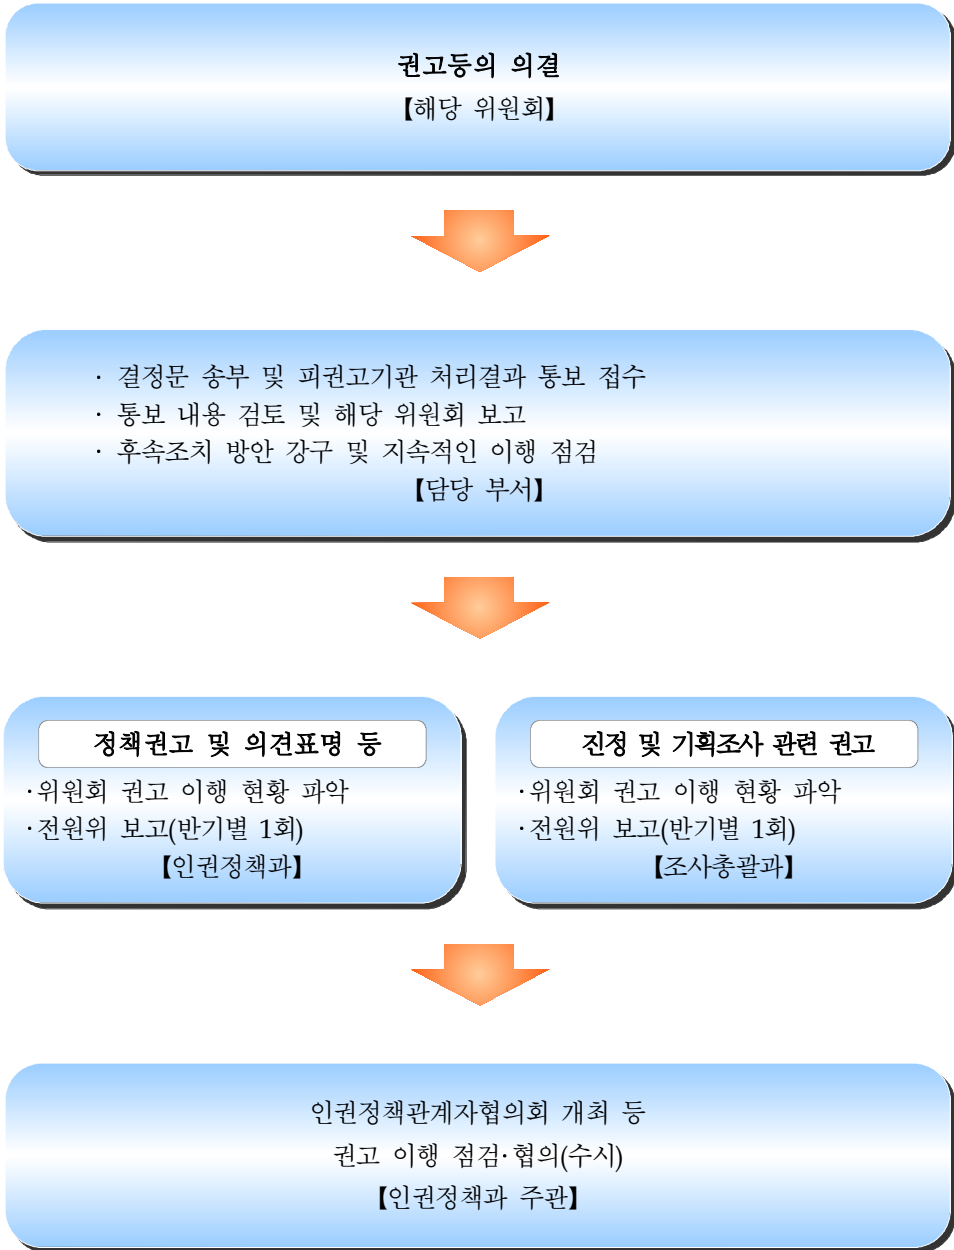 권고등의 의결
【해당 위원회】
· 결정문 송부 및 피권고기관 처리결과 통보 접수
· 통보 내용 검토 및 해당 위원회 보고
· 후속조치 방안 강구 및 지속적인 이행 점검
【담당 부서】
정책권고 및 의견표명 등
·위원회 권고 이행 현황 파악
·전원위 보고(반기별 1회)
【인권정책과】
진정 및 기획조사 관련 권고
·위원회 권고 이행 현황 파악
·전원위 보고(반기별 1회)
【조사총괄과】
인권정책관계자협의회 개최 등
권고 이행 점검·협의(수시)
【인권정책과 주관】